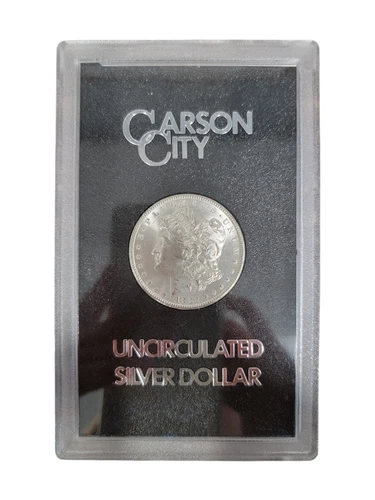 CARSON
CITY
UNCIRCULATED
SILVER DOLLAR